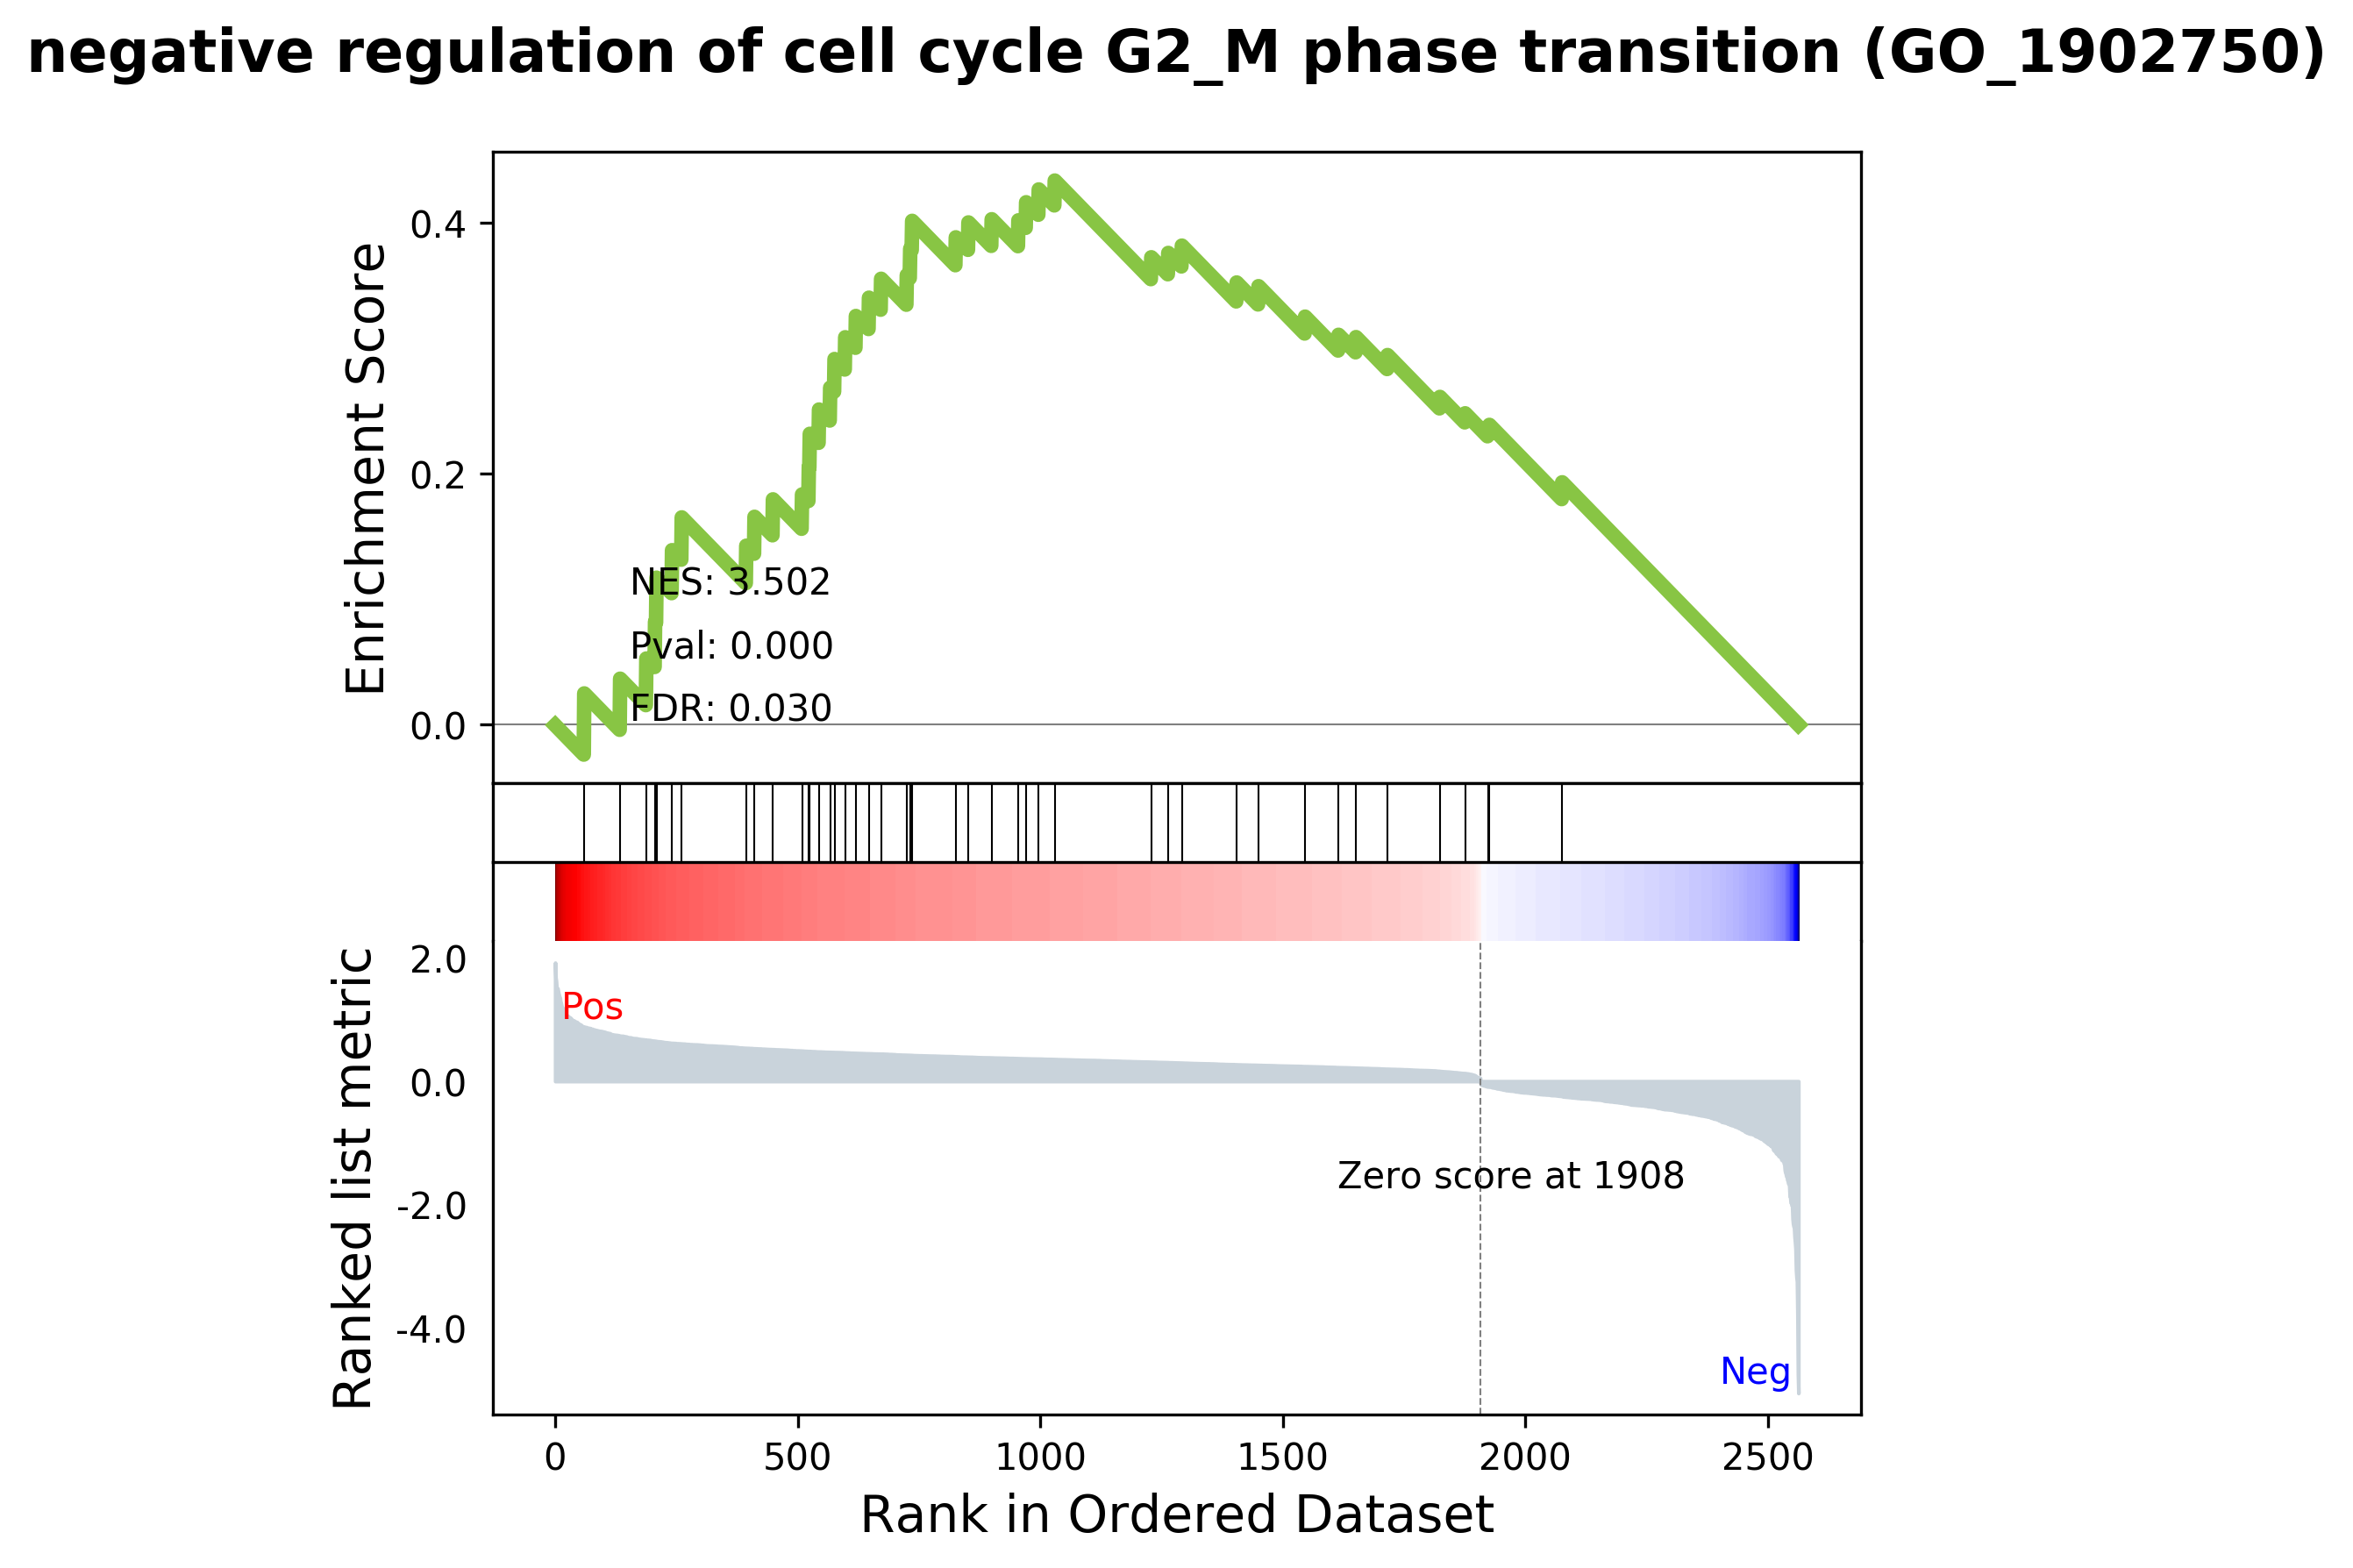 negative regulation of cell cycle G2_M phase transition (GO_1902750)
Enrichment Score
0.4
0.2
0.0
NES: 3.502
Pval: 0.000
FDR: 0.030
Ranked list metric
2.0
0.0
-2.0
-4.0
Pos
Zero score at 1908
Neg
0 500 1000 1500 2000 2500
Rank in Ordered Dataset